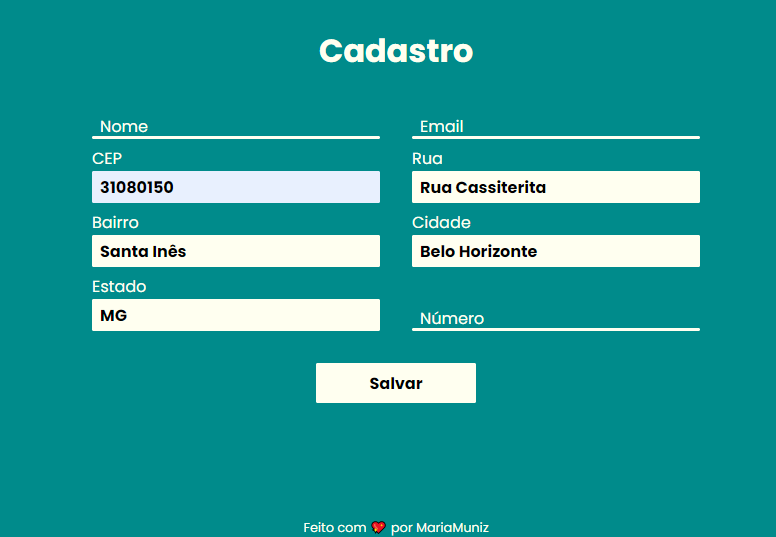 Cadastro
Nome Email
CEP Rua
31080150 Rua Cassiterita
Bairro Cidade
Santa Inês Belo Horizonte
Estado
MG Número
Salvar
Feito com ❤️ por MariaMuniz